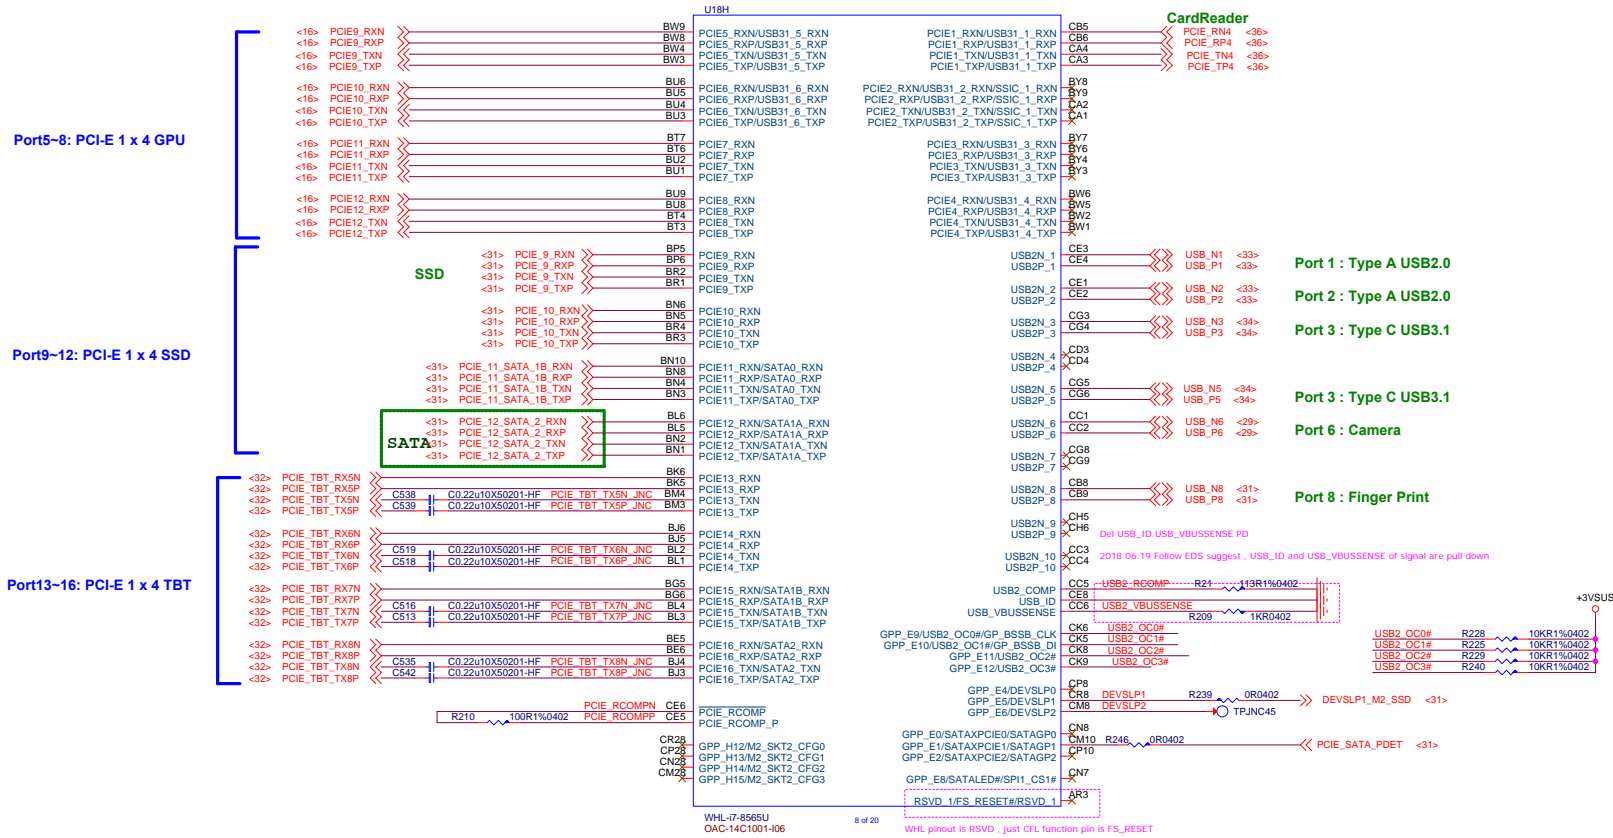 U18H
CardReader
<16> PCIE9_RXN BW9 PCIE5_RXN/USB31_5_RXN PCIE1_RXN/USB31_1_RXN CB5 PCIE_RN4 <36>
<16> PCIE9_RXP BW8 PCIE5_RXP/USB31_5_RXP PCIE1_RXP/USB31_1_RXP CB6 PCIE_RP4 <36>
<16> PCIE9_TXN BW4 PCIE5_TXN/USB31_5_TXN PCIE1_TXN/USB31_1_TXN CA4 PCIE_TN4 <36>
<16> PCIE9_TXP BW3 PCIE5_TXP/USB31_5_TXP PCIE1_TXP/USB31_1_TXP CA3 PCIE_TP4 <36>
<16> PCIE10_RXN BU6 PCIE6_RXN/USB31_6_RXN PCIE2_RXN/USB31_2_RXN/SSIC_1_RXN BY8
<16> PCIE10_RXP BU5 PCIE6_RXP/USB31_6_RXP PCIE2_RXP/USB31_2_RXP/SSIC_1_RXP BY9
<16> PCIE10_TXN BU4 PCIE6_TXN/USB31_6_TXN PCIE2_TXN/USB31_2_TXN/SSIC_1_TXN CA2
<16> PCIE10_TXP BU3 PCIE6_TXP/USB31_6_TXP PCIE2_TXP/USB31_2_TXP/SSIC_1_TXP CA1
Port5~8: PCI-E 1 x 4 GPU
<16> PCIE11_RXN BT7 PCIE7_RXN PCIE3_RXN/USB31_3_RXN BY7
<16> PCIE11_RXP BT6 PCIE7_RXP PCIE3_RXP/USB31_3_RXP BY6
<16> PCIE11_TXN BU2 PCIE7_TXN PCIE3_TXN/USB31_3_TXN BY4
<16> PCIE11_TXP BU1 PCIE7_TXP PCIE3_TXP/USB31_3_TXP BY3
<16> PCIE12_RXN BU9 PCIE8_RXN PCIE4_RXN/USB31_4_RXN BW6
<16> PCIE12_RXP BU8 PCIE8_RXP PCIE4_RXP/USB31_4_RXP BW5
<16> PCIE12_TXN BT4 PCIE8_TXN PCIE4_TXN/USB31_4_TXN BW2
<16> PCIE12_TXP BT3 PCIE8_TXP PCIE4_TXP/USB31_4_TXP BW1
<31> PCIE_9_RXN BP5 PCIE9_RXN USB2N_1 CE3 USB_N1 <33>
<31> PCIE_9_RXP BP6 PCIE9_RXP USB2P_1 CE4 USB_P1 <33> Port 1 : Type A USB2.0
SSD
<31> PCIE_9_TXN BR2 PCIE9_TXN
<31> PCIE_9_TXP BR1 PCIE9_TXP USB2N_2 CE1 USB_N2 <33>
USB2P_2 CE2 USB_P2 <33> Port 2 : Type A USB2.0
<31> PCIE_10_RXN BN6 PCIE10_RXN
<31> PCIE_10_RXP BN5 PCIE10_RXP USB2N_3 CG3 USB_N3 <34>
<31> PCIE_10_TXN BR4 PCIE10_TXN USB2P_3 CG4 USB_P3 <34> Port 3 : Type C USB3.1
<31> PCIE_10_TXP BR3 PCIE10_TXP
Port9~12: PCI-E 1 x 4 SSD
USB2N_4 CD3
<31> PCIE_11_SATA_1B_RXN BN10 PCIE11_RXN/SATA0_RXN USB2P_4 CD4
<31> PCIE_11_SATA_1B_RXP BN8 PCIE11_RXP/SATA0_RXP
<31> PCIE_11_SATA_1B_TXN BN4 PCIE11_TXN/SATA0_TXN USB2N_5 CG5 USB_N5 <34>
<31> PCIE_11_SATA_1B_TXP BN3 PCIE11_TXP/SATA0_TXP USB2P_5 CG6 USB_P5 <34> Port 3 : Type C USB3.1
<31> PCIE_12_SATA_2_RXN BL6 PCIE12_RXN/SATA1A_RXN USB2N_6 CC1 USB_N6 <29>
<31> PCIE_12_SATA_2_RXP BL5 PCIE12_RXP/SATA1A_RXP USB2P_6 CC2 USB_P6 <29> Port 6 : Camera
SATA
<31> PCIE_12_SATA_2_TXN BN2 PCIE12_TXN/SATA1A_TXN
<31> PCIE_12_SATA_2_TXP BN1 PCIE12_TXP/SATA1A_TXP USB2N_7 CG8
USB2P_7 CG9
<32> PCIE_TBT_RX5N BK6 PCIE13_RXN
<32> PCIE_TBT_RX5P BK5 PCIE13_RXP USB2N_8 CB8 USB_N8 <31>
<32> PCIE_TBT_TX5N C538 C0.22u10X50201-HF PCIE_TBT_TX5N_JNC BM4 PCIE13_TXN USB2P_8 CB9 USB_P8 <31> Port 8 : Finger Print
<32> PCIE_TBT_TX5P C539 C0.22u10X50201-HF PCIE_TBT_TX5P_JNC BM3 PCIE13_TXP
USB2N_9 CH5
<32> PCIE_TBT_RX6N BJ6 PCIE14_RXN USB2P_9 CH6 Del USB_ID.USB_VBUSSENSE PD
<32> PCIE_TBT_RX6P BJ5 PCIE14_RXP
<32> PCIE_TBT_TX6N C519 C0.22u10X50201-HF PCIE_TBT_TX6N_JNC BL2 PCIE14_TXN USB2N_10 CC3 2018.06.19 Follow EDS suggest , USB_ID and USB_VBUSSENSE of signal are pull down
<32> PCIE_TBT_TX6P C518 C0.22u10X50201-HF PCIE_TBT_TX6P_JNC BL1 PCIE14_TXP USB2P_10 CC4
Port13~16: PCI-E 1 x 4 TBT
<32> PCIE_TBT_RX7N BG5 PCIE15_RXN/SATA1B_RXN USB2_COMP CC5 USB2_RCOMP R21 113R1%0402
<32> PCIE_TBT_RX7P BG6 PCIE15_RXP/SATA1B_RXP USB_ID CE8
<32> PCIE_TBT_TX7N C516 C0.22u10X50201-HF PCIE_TBT_TX7N_JNC BL4 PCIE15_TXN/SATA1B_TXN USB_VBUSSENSE CC6 USB2_VBUSSENSE
<32> PCIE_TBT_TX7P C513 C0.22u10X50201-HF PCIE_TBT_TX7P_JNC BL3 PCIE15_TXP/SATA1B_TXP R209 1KR0402
+3VSUS
GPP_E9/USB2_OC0#/GP_BSSB_CLK CK6 USB2_OC0# USB2_OC0# R228 10KR1%0402
<32> PCIE_TBT_RX8N BE5 PCIE16_RXN/SATA2_RXN GPP_E10/USB2_OC1#/GP_BSSB_DI CK5 USB2_OC1# USB2_OC1# R225 10KR1%0402
<32> PCIE_TBT_RX8P BE6 PCIE16_RXP/SATA2_RXP GPP_E11/USB2_OC2# CK8 USB2_OC2# USB2_OC2# R229 10KR1%0402
<32> PCIE_TBT_TX8N C535 C0.22u10X50201-HF PCIE_TBT_TX8N_JNC BJ4 PCIE16_TXN/SATA2_TXN GPP_E12/USB2_OC3# CK9 USB2_OC3# USB2_OC3# R240 10KR1%0402
<32> PCIE_TBT_TX8P C542 C0.22u10X50201-HF PCIE_TBT_TX8P_JNC BJ3 PCIE16_TXP/SATA2_TXP
GPP_E4/DEVSLP0 CP8
GPP_E5/DEVSLP1 CR8 DEVSLP1 R239 0R0402 DEVSLP1_M2_SSD <31>
PCIE_RCOMPN CE6 PCIE_RCOMP GPP_E6/DEVSLP2 CM8 DEVSLP2 TPJNC45
R210 100R1%0402 PCIE_RCOMPP CE5 PCIE_RCOMP_P
GPP_E0/SATAXPCIE0/SATAGP0 CN8
CR28 GPP_H12/M2_SKT2_CFG0 GPP_E1/SATAXPCIE1/SATAGP1 CM10 R246 0R0402 PCIE_SATA_PDET <31>
CP28 GPP_H13/M2_SKT2_CFG1 GPP_E2/SATAXPCIE2/SATAGP2 CP10
CN28 GPP_H14/M2_SKT2_CFG2
CM28 GPP_H15/M2_SKT2_CFG3 GPP_E8/SATALED#/SPI1_CS1# CN7
RSVD_1/FS_RESET#/RSVD_1 AR3
WHL-i7-8565U
8 of 20
OAC-14C1001-I06
WHL pinout is RSVD , just CFL function pin is FS_RESET